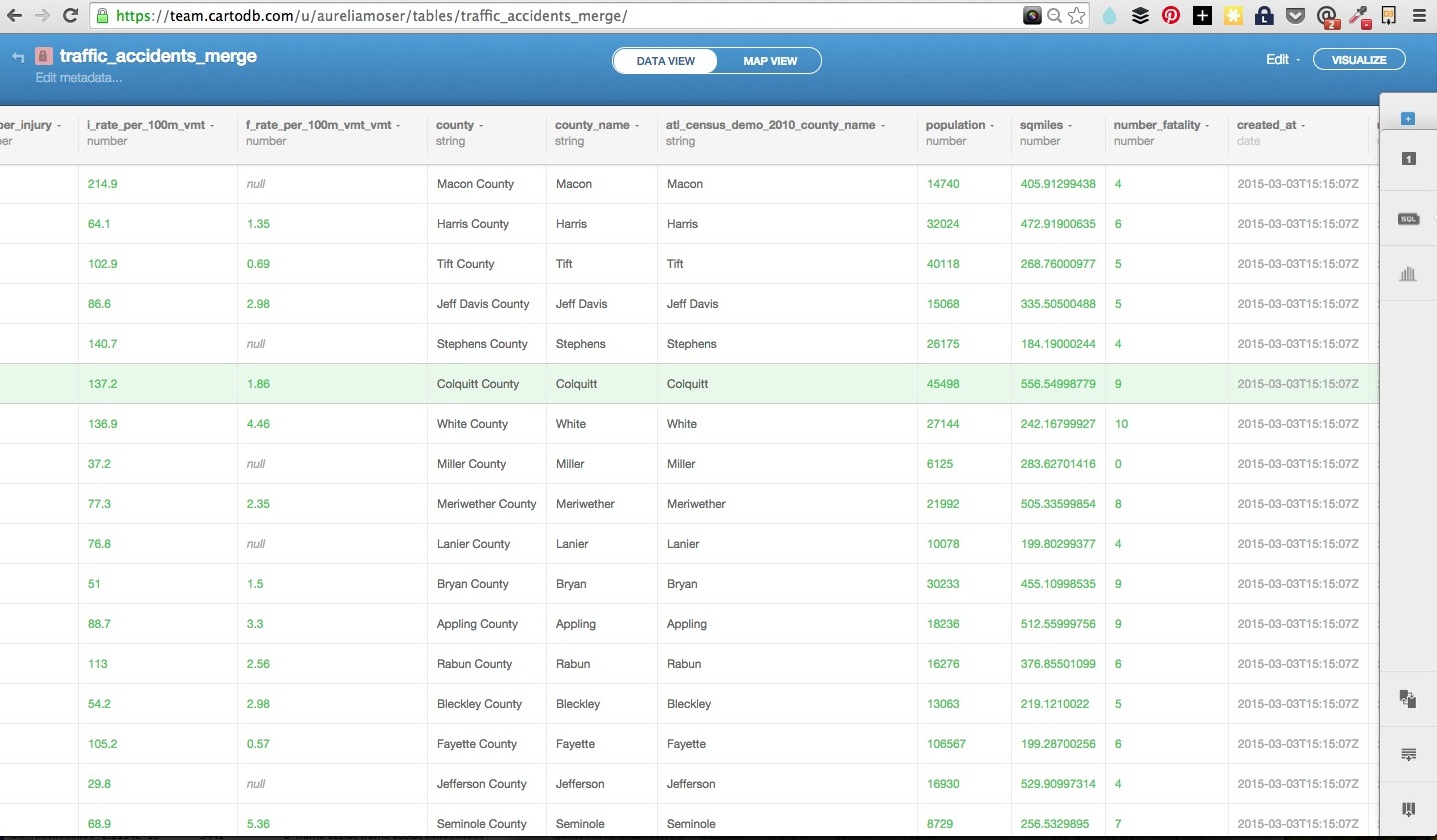 https://team.cartodb.com/u/aureliamoser/tables/traffic_accidents_merge/
2
traffic_accidents_merge
DATA VIEW MAP VIEW
Edit
VISUALIZE
Edit metadata...
per_injury i_rate_per_100m_vmt f_rate_per_100m_vmt_vmt county county_name atl_census_demo_2010_county_name population sqmiles number_fatality created_at
number number string string string number number number date
1
SQL
214.9 null Macon County Macon Macon 14740 405.91299438 4 2015-03-03T15:15:07Z
64.1 1.35 Harris County Harris Harris 32024 472.91900635 6 2015-03-03T15:15:07Z
102.9 0.69 Tift County Tift Tift 40118 268.76000977 5 2015-03-03T15:15:07Z
86.6 2.98 Jeff Davis County Jeff Davis Jeff Davis 15068 335.50500488 5 2015-03-03T15:15:07Z
140.7 null Stephens County Stephens Stephens 26175 184.19000244 4 2015-03-03T15:15:07Z
137.2 1.86 Colquitt County Colquitt Colquitt 45498 556.54998779 9 2015-03-03T15:15:07Z
136.9 4.46 White County White White 27144 242.16799927 10 2015-03-03T15:15:07Z
37.2 null Miller County Miller Miller 6125 283.62701416 0 2015-03-03T15:15:07Z
77.3 2.35 Meriwether County Meriwether Meriwether 21992 505.33599854 8 2015-03-03T15:15:07Z
76.8 null Lanier County Lanier Lanier 10078 199.80299377 4 2015-03-03T15:15:07Z
51 1.5 Bryan County Bryan Bryan 30233 455.10998535 9 2015-03-03T15:15:07Z
88.7 3.3 Appling County Appling Appling 18236 512.55999756 9 2015-03-03T15:15:07Z
113 2.56 Rabun County Rabun Rabun 16276 376.85501099 6 2015-03-03T15:15:07Z
54.2 2.98 Bleckley County Bleckley Bleckley 13063 219.1210022 5 2015-03-03T15:15:07Z
105.2 0.57 Fayette County Fayette Fayette 106567 199.28700256 6 2015-03-03T15:15:07Z
29.8 null Jefferson County Jefferson Jefferson 16930 529.90997314 4 2015-03-03T15:15:07Z
68.9 5.36 Seminole County Seminole Seminole 8729 256.5329895 7 2015-03-03T15:15:07Z